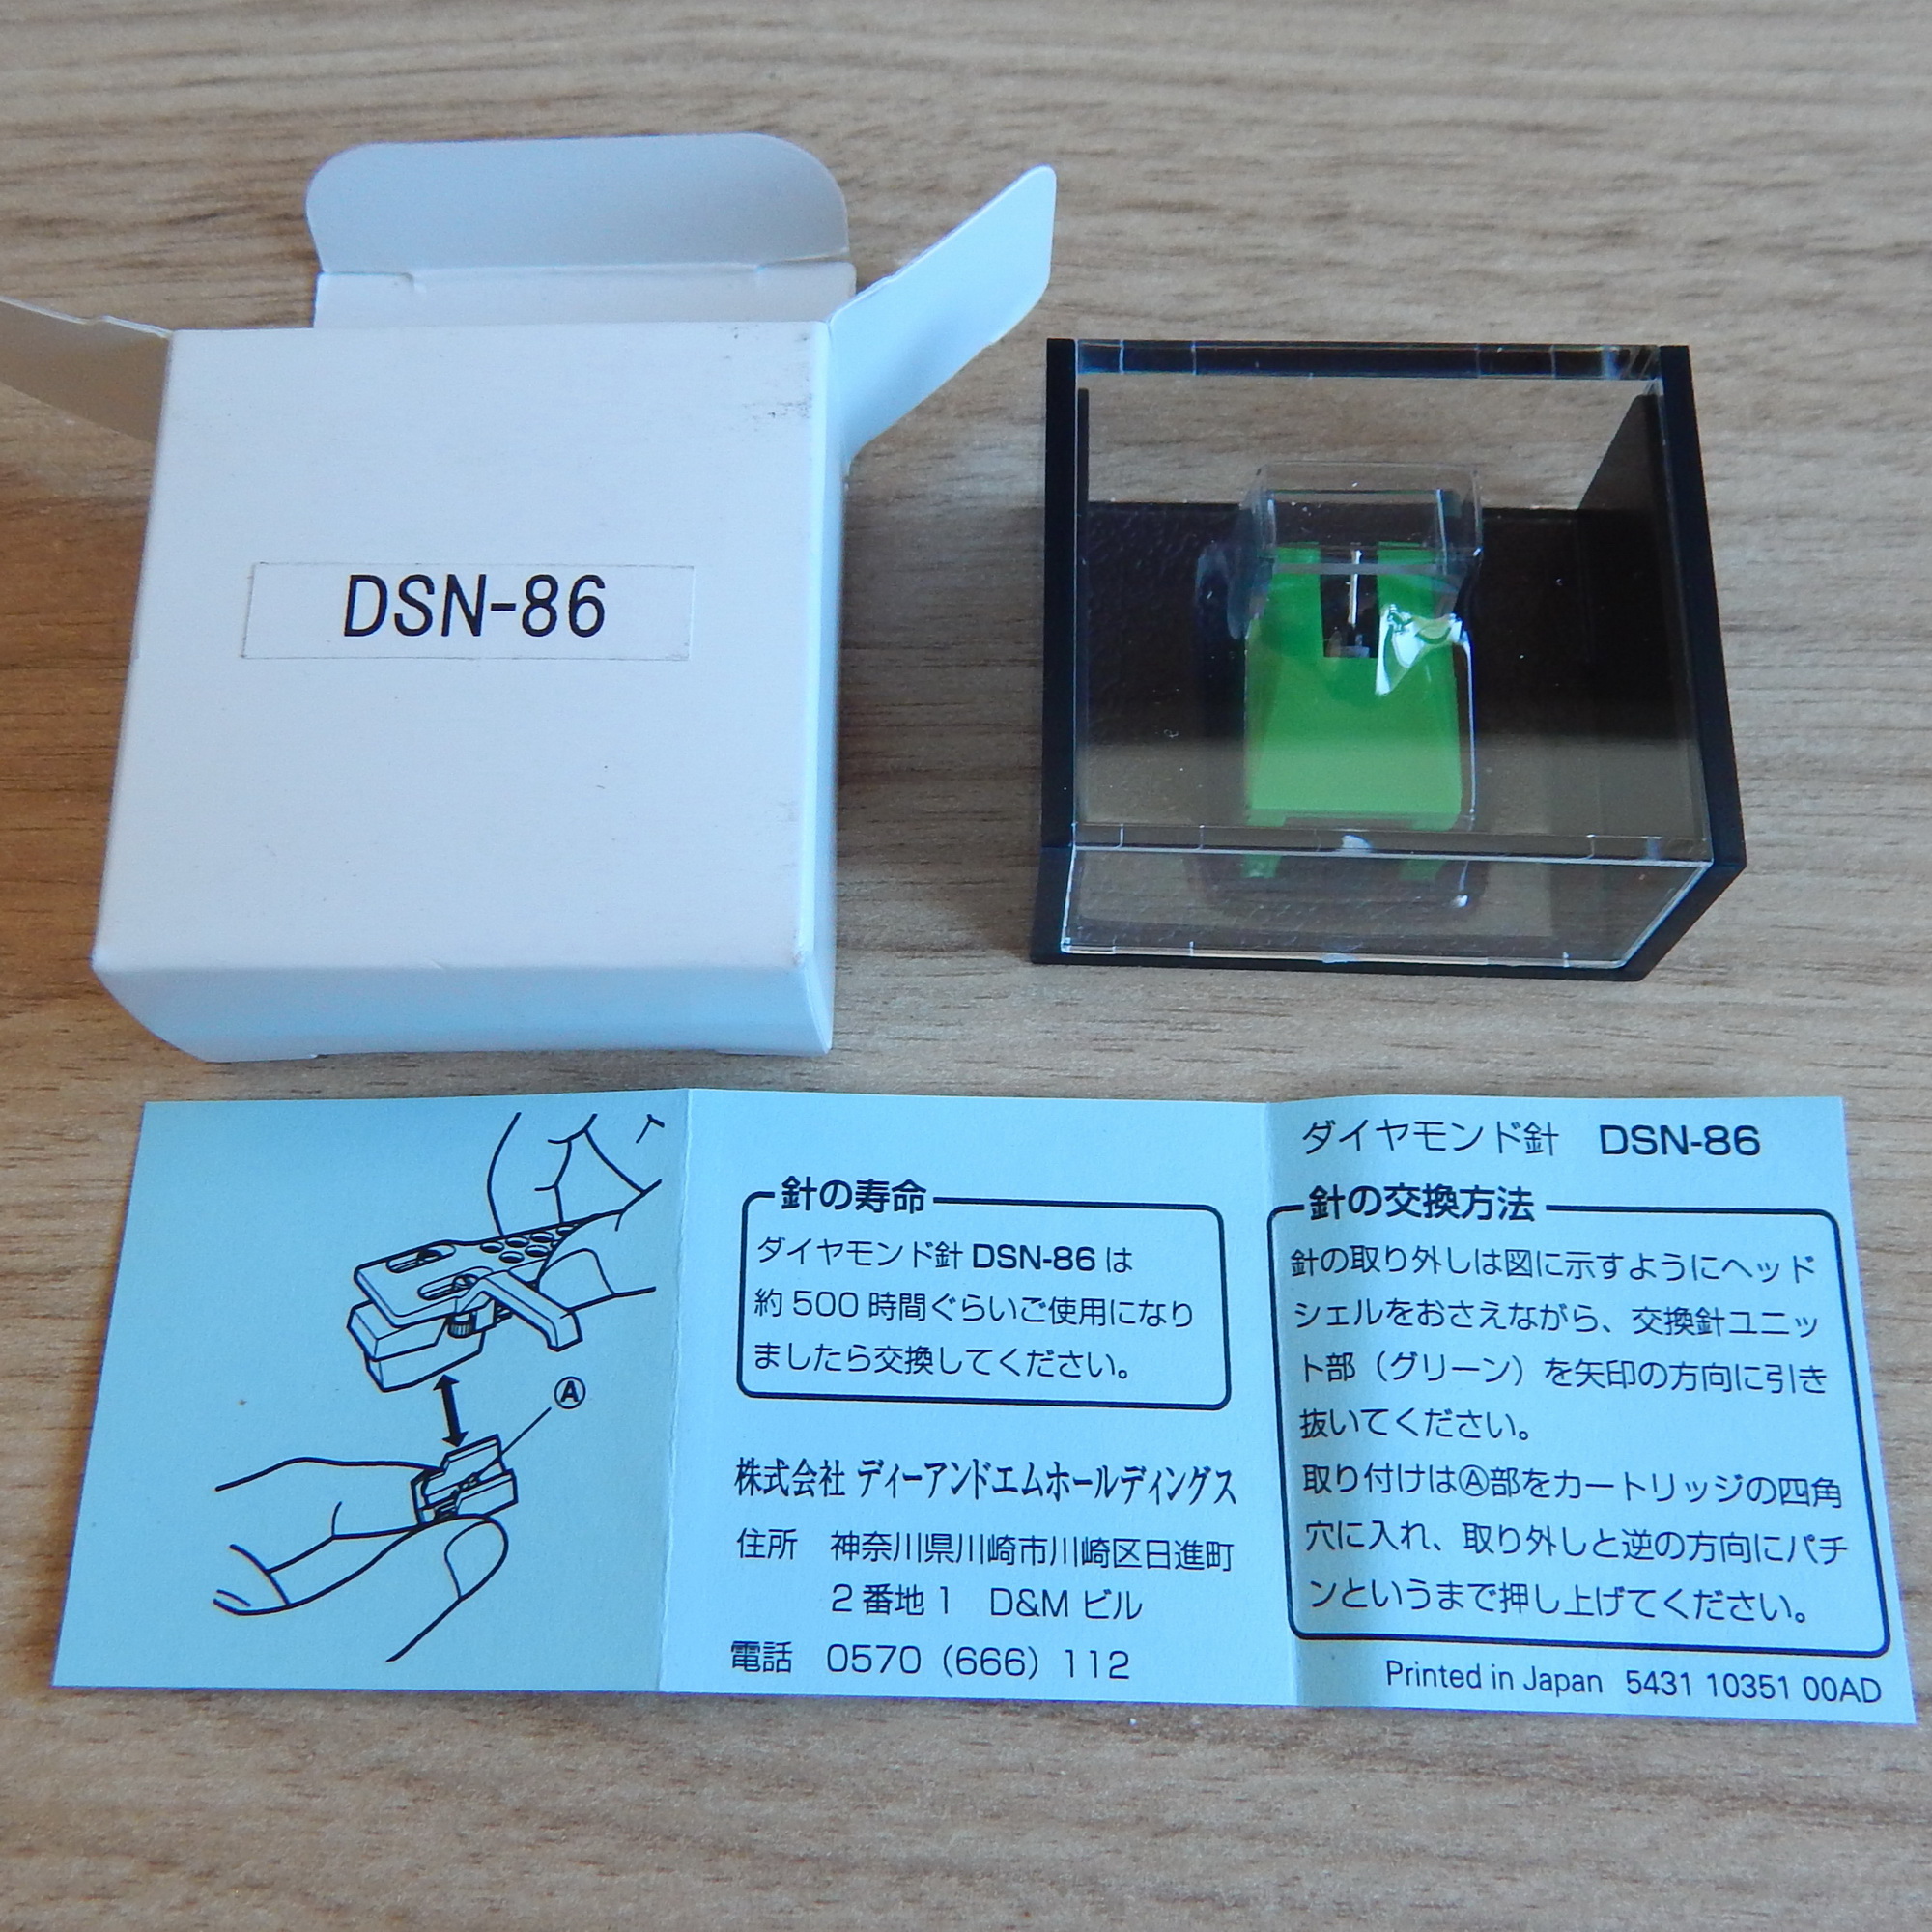 DSN-86
Ⓐ
針の寿命
ダイヤモンド針 DSN-86 は
約 500 時間ぐらいご使用になり
ましたら交換してください。
株式会社 ディーアンドエムホールディングス
住所 神奈川県川崎市川崎区日進町
2 番地 1 D&M ビル
電話 0570（666）112
ダイヤモンド針 DSN-86
針の交換方法
針の取り外しは図に示すようにヘッド
シェルをおさえながら、交換針ユニッ
ト部（グリーン）を矢印の方向に引き
抜いてください。
取り付けはⒶ部をカートリッジの四角
穴に入れ、取り外しと逆の方向にパチ
ンというまで押し上げてください。
Printed in Japan 5431 10351 00AD